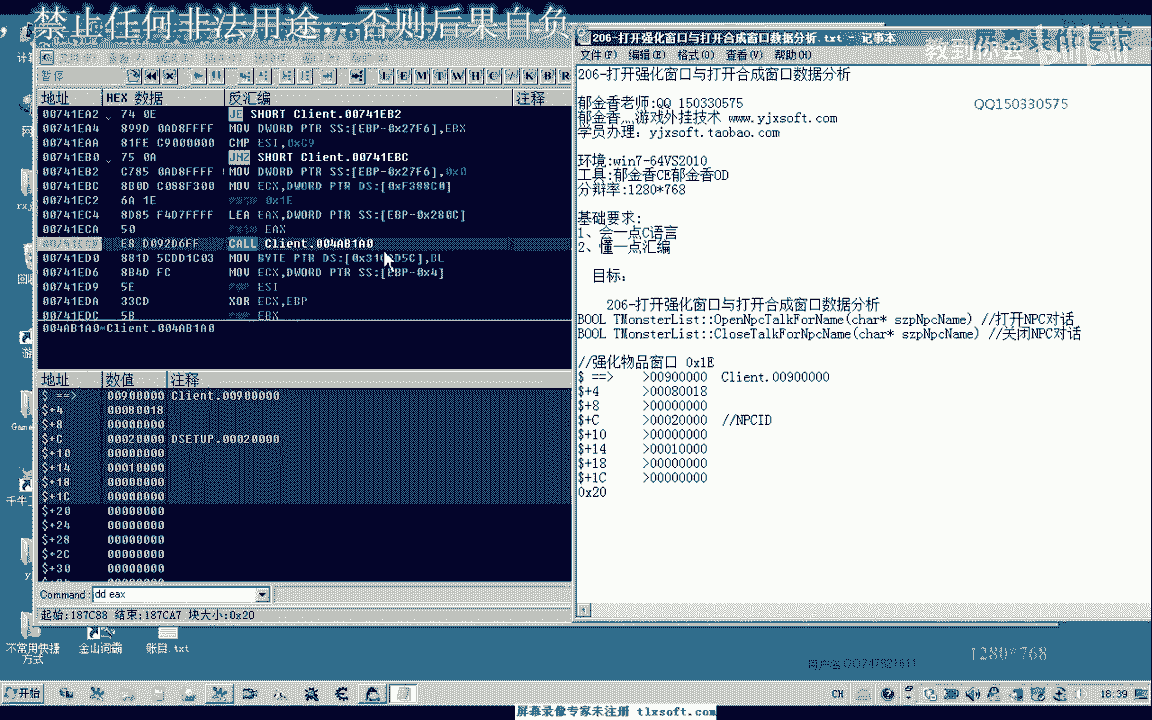 ，禁止任何非法用途，否则后果自负
206-打开强化窗口与打开合成窗口数据分析.txt - 记事本
文件(F) 编辑(E) 格式(O) 查看(V) 帮助(H)
教到你会
屏幕录像专家
bilibili
暂停
L E M T W H C / K B R
地址 HEX 数据 反汇编 注释
00741EA2 74 0E JE SHORT Client.00741EB2
00741EA4 899D 0AD8FFFF MOV DWORD PTR SS:[EBP-0x27F6],EBX
00741EAA 81FE C9000000 CMP ESI,0xC9
00741EB0 75 0A JNZ SHORT Client.00741EBC
00741EB2 C785 0AD8FFFF MOV DWORD PTR SS:[EBP-0x27F6],0x0
00741EBC 8B0D C088F300 MOV ECX,DWORD PTR DS:[0xF388C0]
00741EC2 6A 1E 0x1E
00741EC4 8D85 F4D7FFFF LEA EAX,DWORD PTR SS:[EBP-0x280C]
00741ECA 50 EAX
E8 D092D6FF CALL Client.004AB1A0
00741ED0 881D 5CDD1C03 MOV BYTE PTR DS:[0x31CDD5C],BL
00741ED6 8B4D FC MOV ECX,DWORD PTR SS:[EBP-0x4]
00741ED9 5E ESI
00741EDA 33CD XOR ECX,EBP
00741EDC 5B EBX
004AB1A0=Client.004AB1A0
地址 数值 注释
$ ==> 00900000 Client.00900000
$+4 00080018
$+8 00000000
$+C 00020000 DSETUP.00020000
$+10 00000000
$+14 00010000
$+18 00000000
$+1C 00000000
$+20 00000000
$+24 00000000
$+28 00000000
$+2C 00000000
$+30 00000000
Command: dd eax
起始:187C88 结束:187CA7 块大小:0x20
206-打开强化窗口与打开合成窗口数据分析
郁金香老师:QQ 150330575
QQ150330575
郁金香灬游戏外挂技术 www.yjxsoft.com
学员办理：yjxsoft.taobao.com
环境:win7-64VS2010
工具:郁金香CE郁金香OD
分辩率:1280*768
基础要求:
1、会一点C语言
2、懂一点汇编
目标：
206-打开强化窗口与打开合成窗口数据分析
BOOL TMonsterList::OpenNpcTalkForName(char* szpNpcName) //打开NPC对话
BOOL TMonsterList::CloseTalkForNpcName(char* szpNpcName) //关闭NPC对话
//强化物品窗口 0x1E
$ ==> >00900000 Client.00900000
$+4 >00080018
$+8 >00000000
$+C >00020000 //NPCID
$+10 >00000000
$+14 >00010000
$+18 >00000000
$+1C >00000000
0x20
不常用快捷方式
金山词霸
账目.txt
1280*768
开始
CH
18:39
屏幕录像专家未注册 tlxsoft.com